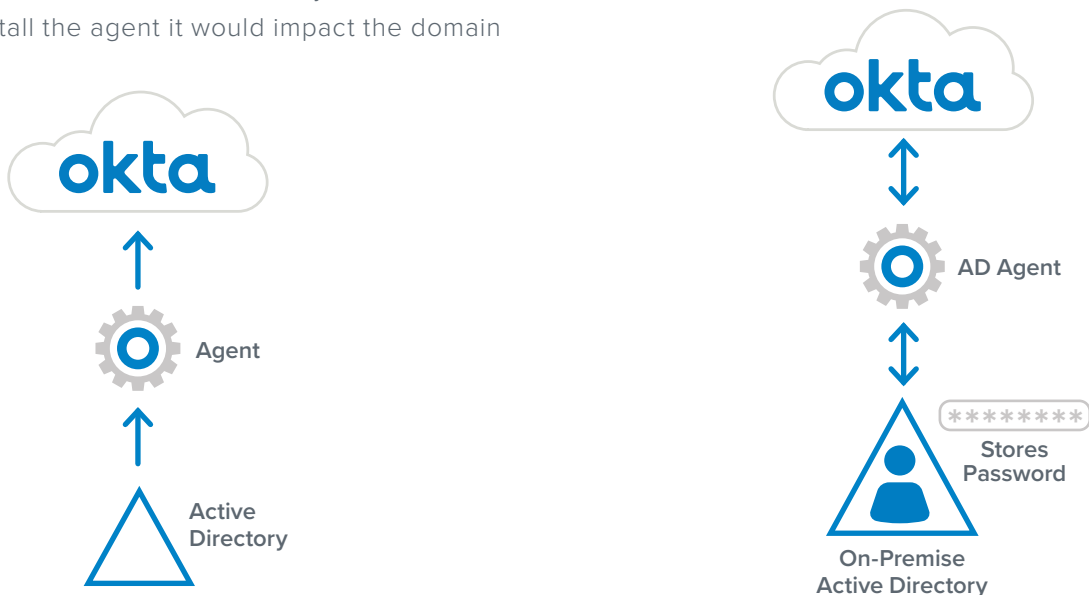 tall the agent it would impact the domain
okta
Agent
Active
Directory
okta
AD Agent
********
Stores
Password
On-Premise
Active Directory